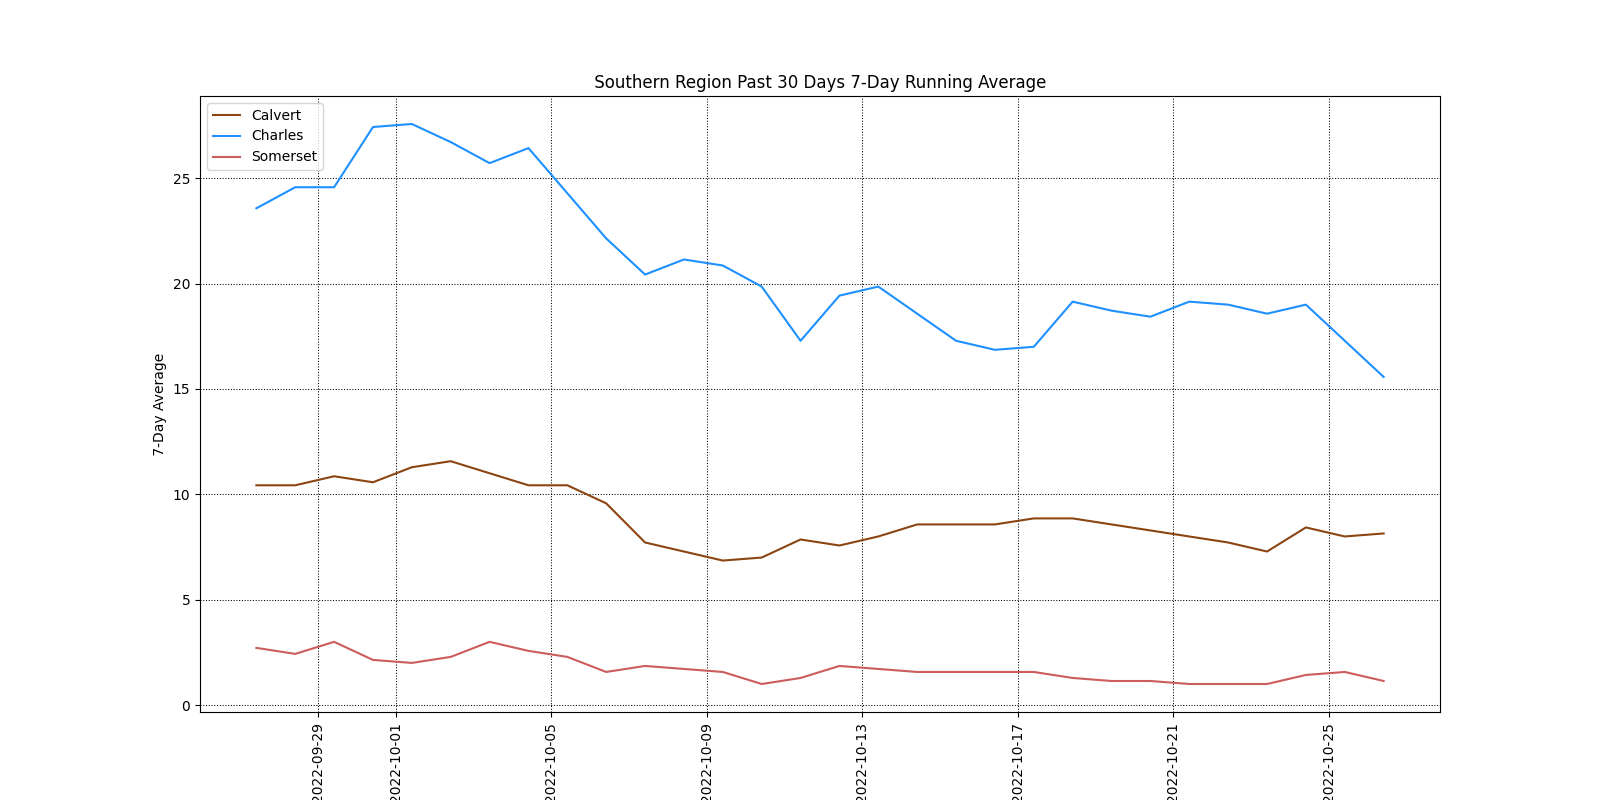 Southern Region Past 30 Days 7-Day Running Average
Calvert
Charles
Somerset
7-Day Average
25
20
15
10
5
0
2022-09-29
2022-10-01
2022-10-05
2022-10-09
2022-10-13
2022-10-17
2022-10-21
2022-10-25